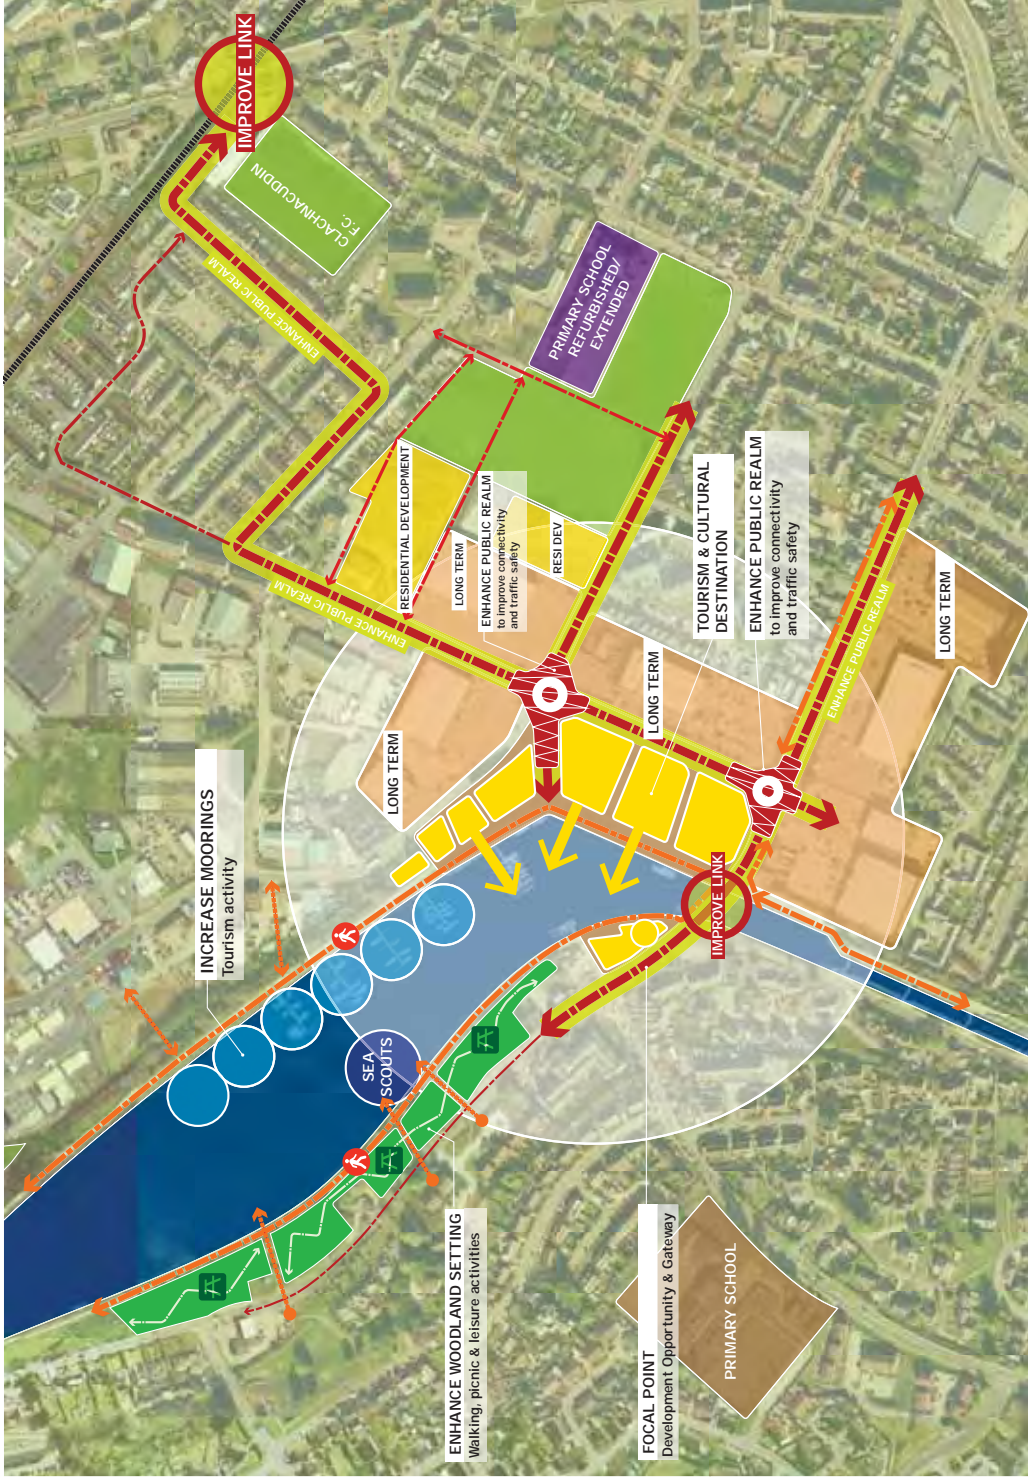 IMPROVE LINK
CLACHNACUDDIN
F.C.
ENHANCE PUBLIC REALM
PRIMARY SCHOOL
REFURBISHED/
EXTENDED
RESIDENTIAL DEVELOPMENT
LONG TERM
ENHANCE PUBLIC REALM
to improve connectivity
and traffic safety
RESI DEV
ENHANCE PUBLIC REALM
TOURISM & CULTURAL
DESTINATION
ENHANCE PUBLIC REALM
to improve connectivity
and traffic safety
LONG TERM
ENHANCE PUBLIC REALM
LONG TERM
LONG TERM
INCREASE MOORINGS
Tourism activity
IMPROVE LINK
SEA
SCOUTS
ENHANCE WOODLAND SETTING
Walking, picnic & leisure activities
FOCAL POINT
Development Opportunity & Gateway
PRIMARY SCHOOL